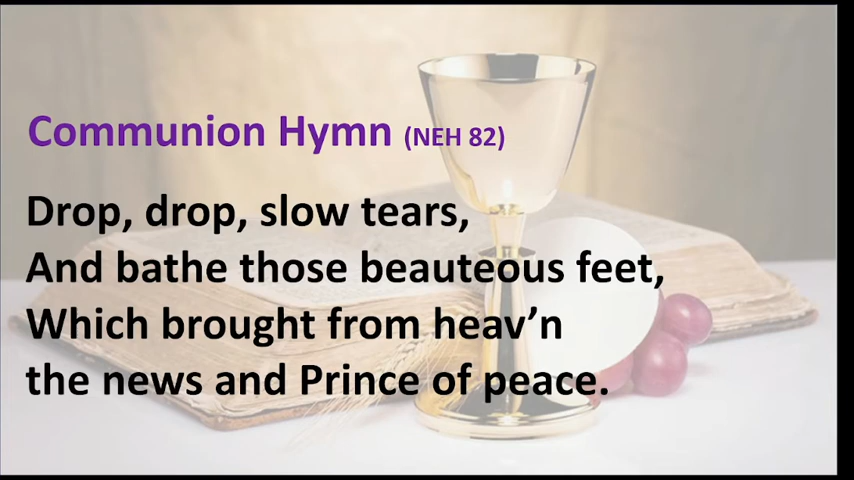 Communion Hymn (NEH 82)
Drop, drop, slow tears,
And bathe those beauteous feet,
Which brought from heav’n
the news and Prince of peace.